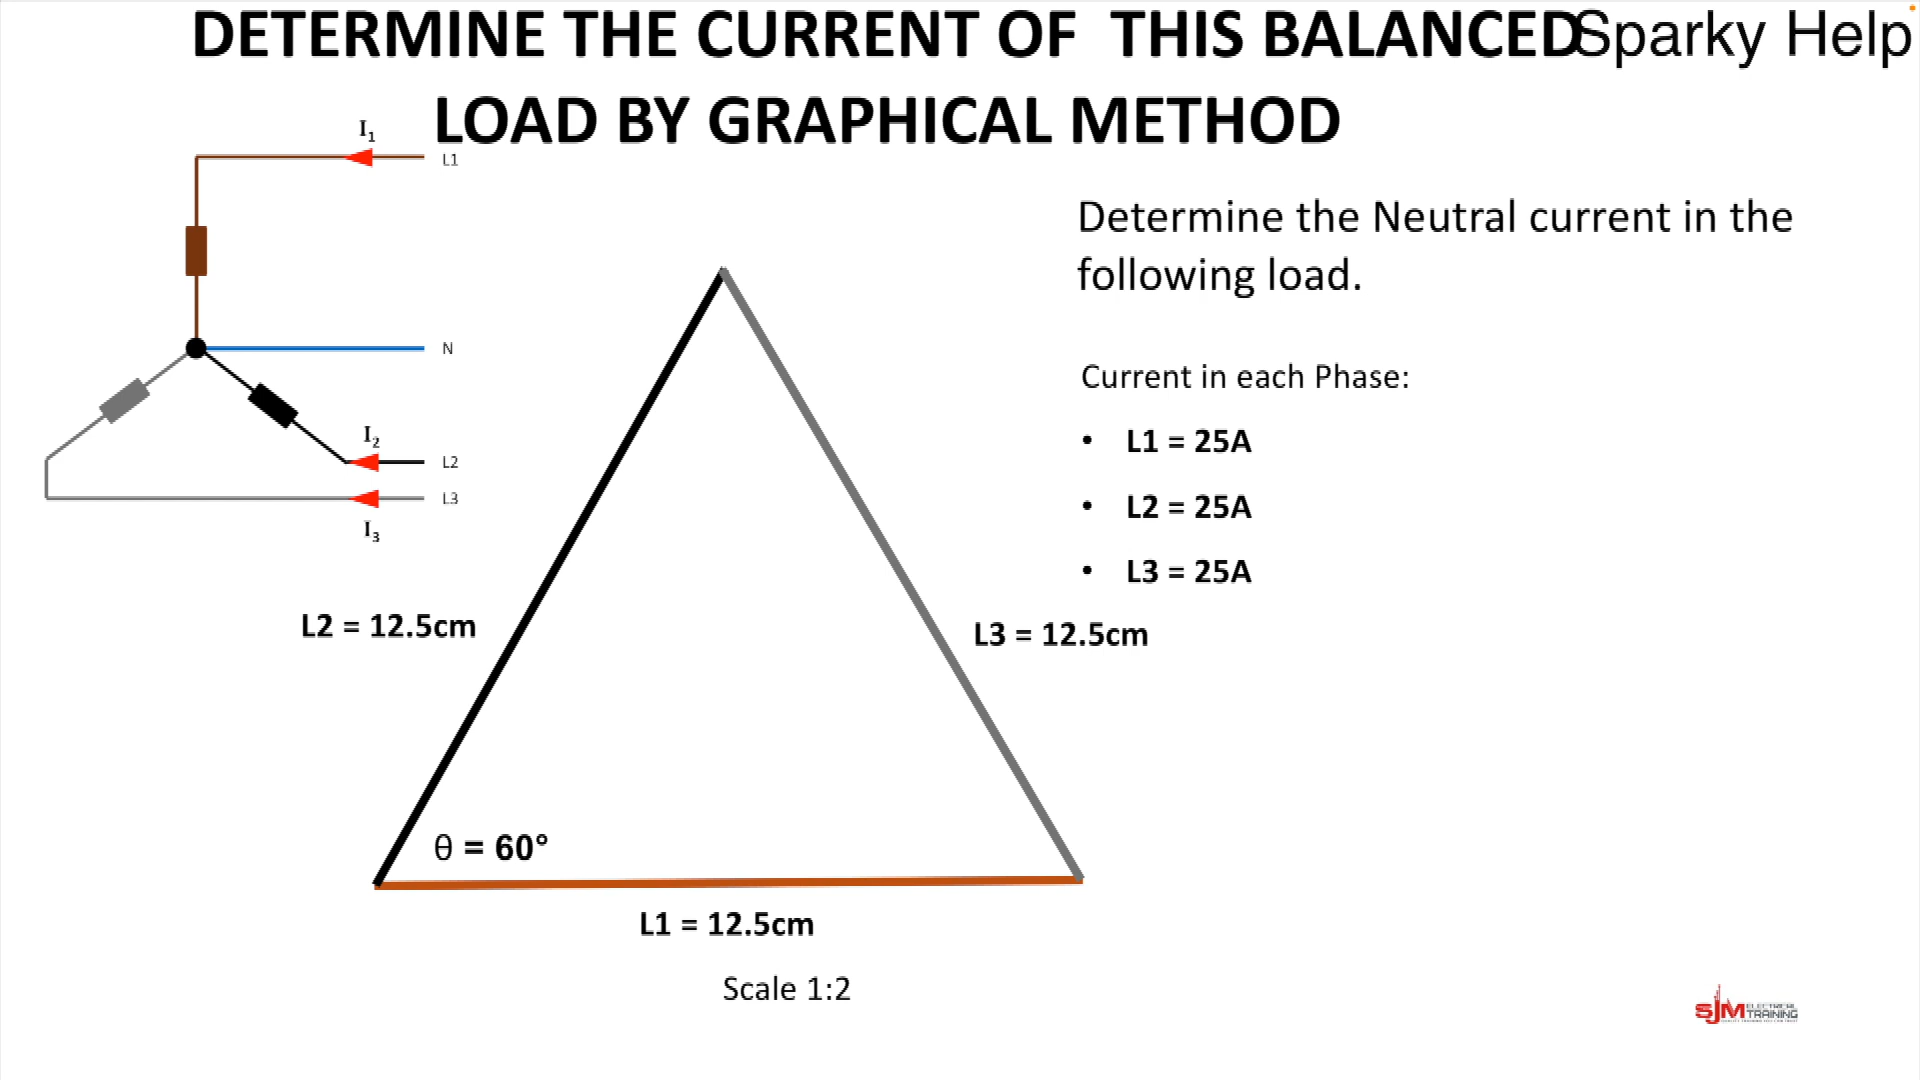 DETERMINE THE CURRENT OF THIS BALANCED
Sparky Help
LOAD BY GRAPHICAL METHOD
I1
L1
Determine the Neutral current in the
following load.
N
Current in each Phase:
I2
• L1 = 25A
L2
L3
• L2 = 25A
I3
• L3 = 25A
L2 = 12.5cm
L3 = 12.5cm
θ = 60°
L1 = 12.5cm
Scale 1:2
SJM ELECTRICAL
TRAINING